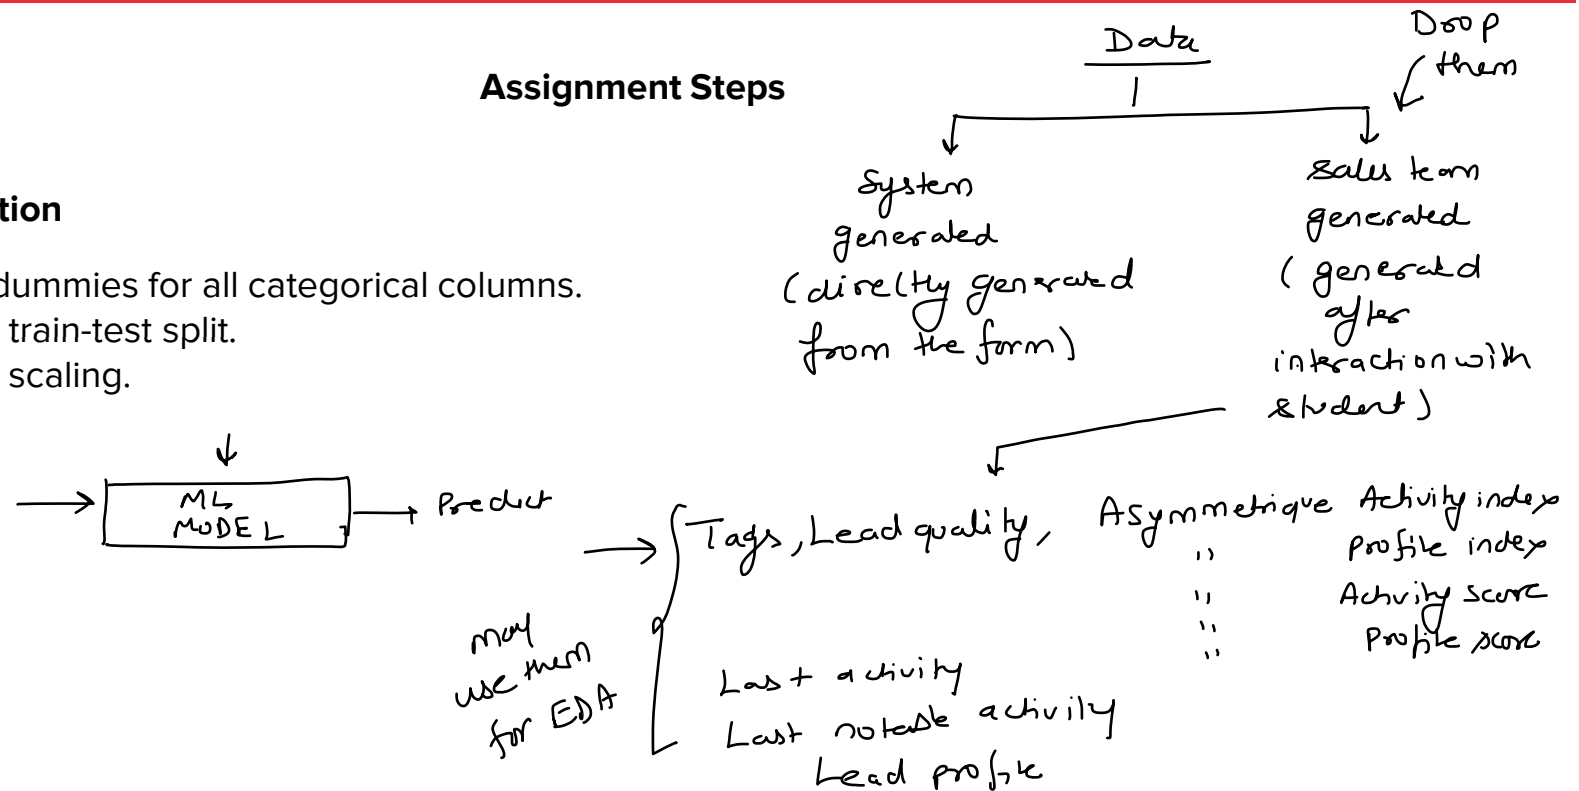 Assignment Steps
Data
Drop
them
System
generated
(directly generated
from the form)
Sales team
generated
( generated
after
interaction with
student )
tion
dummies for all categorical columns.
train-test split.
scaling.
ML
MODEL
Predict
Tags, Lead quality, Asymmetrique Activity index
" Profile index
" Activity score
" Profile score
"
may
use them
for EDA
Last activity
Last notable activity
Lead profile